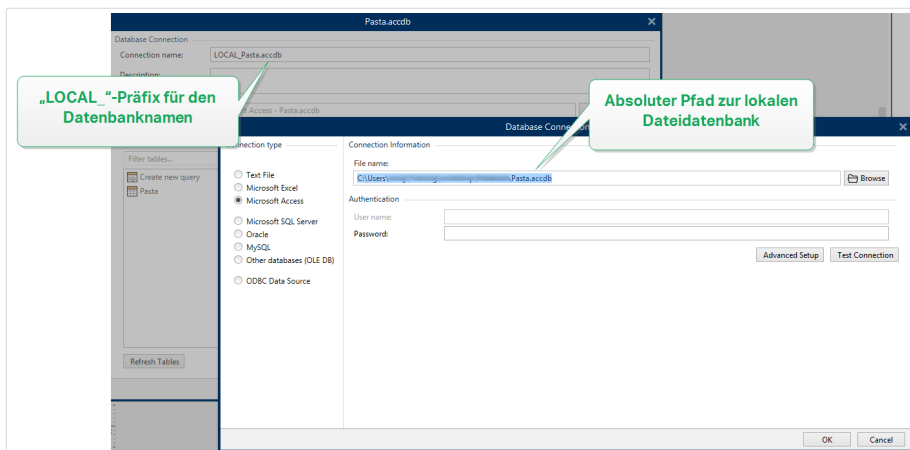 Pasta.accdb
Database Connection
Connection name: LOCAL_Pasta.accdb
Description:
„LOCAL_“-Präfix für den
Datenbanknamen
Access - Pasta.accdb
Absoluter Pfad zur lokalen
Dateidatenbank
Database Connection
Connection type
Connection Information
Filter tables...
Create new query
Pasta
Refresh Tables
Text File
Microsoft Excel
Microsoft Access
Microsoft SQL Server
Oracle
MySQL
Other databases (OLE DB)
ODBC Data Source
File name:
C:\Users\ \Pasta.accdb
Browse
Authentication
User name:
Password:
Advanced Setup
Test Connection
OK
Cancel